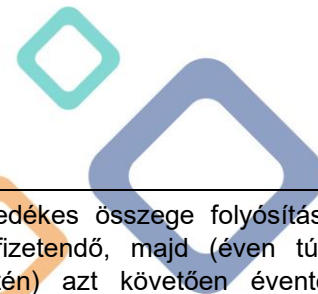 edékes összege folyósítás
fizetendő, majd (éven tú
tén) azt követően évent